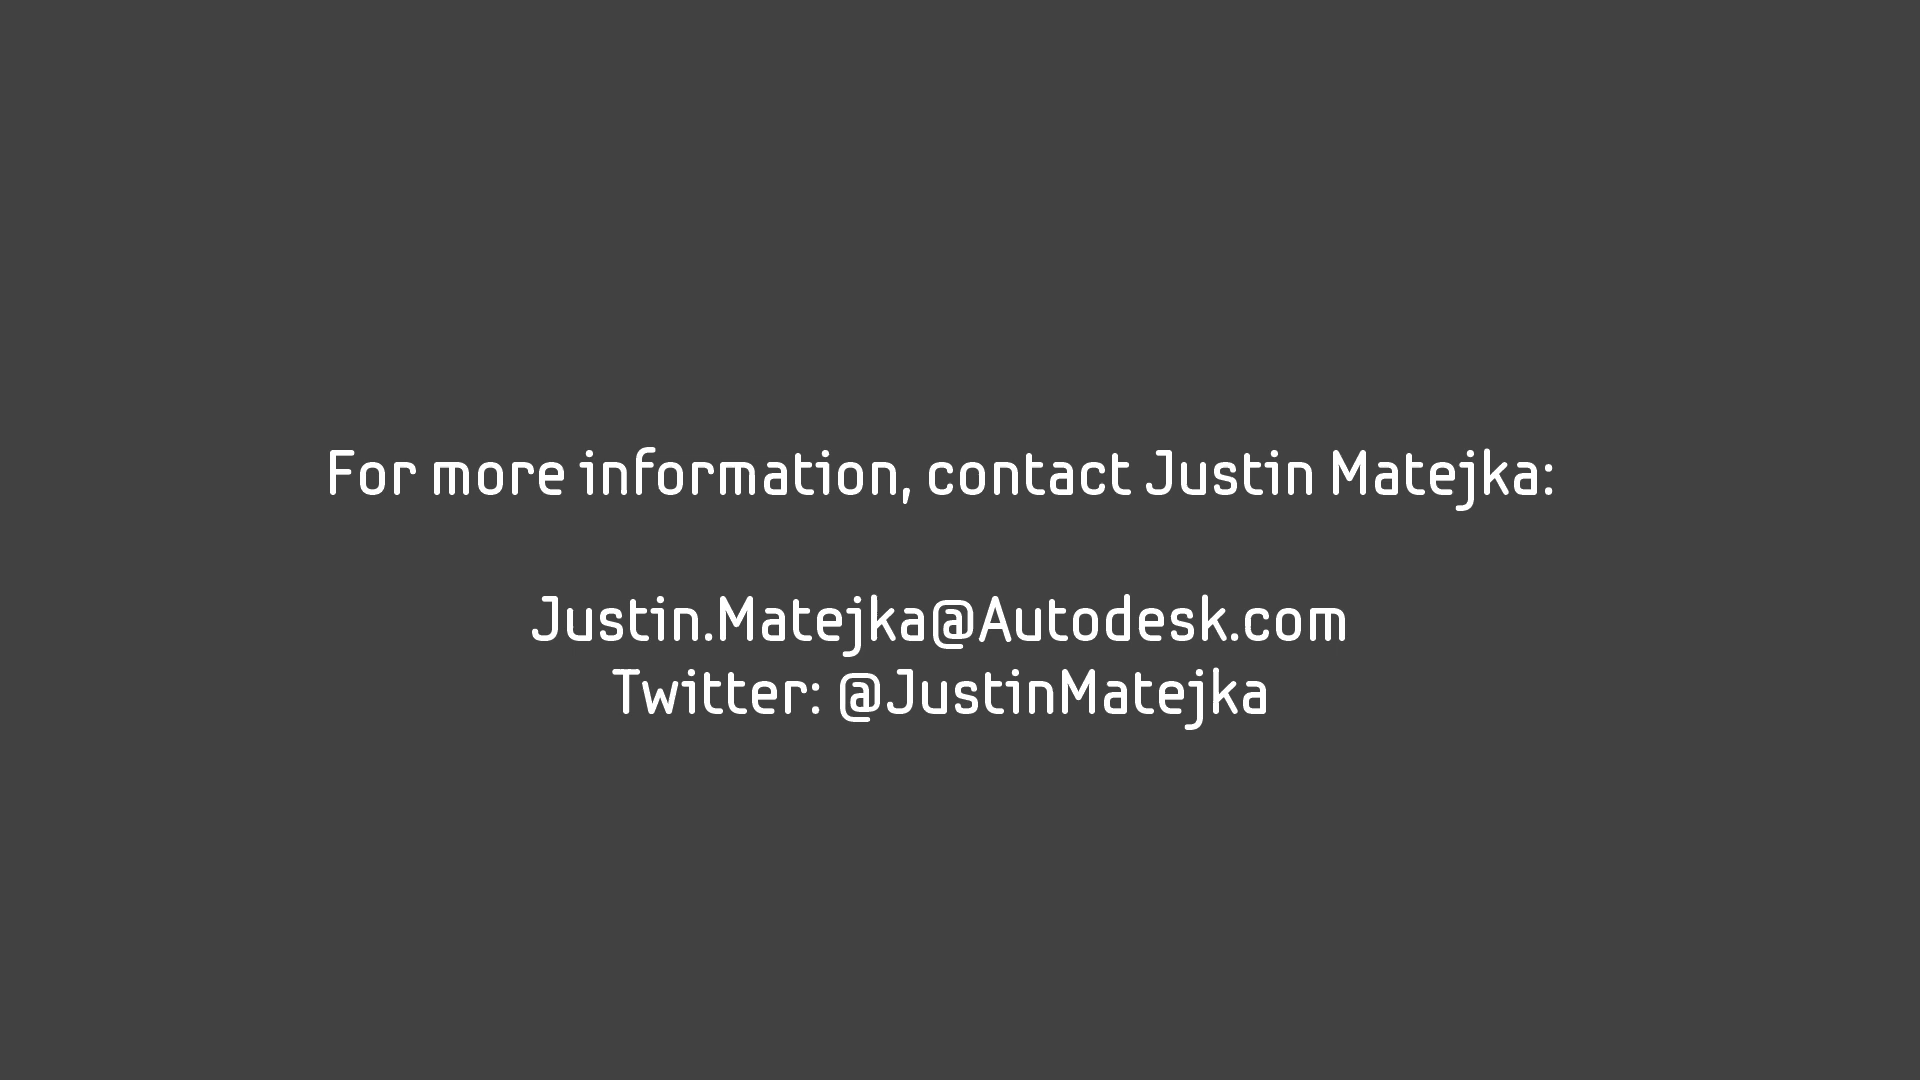 For more information, contact Justin Matejka:
Justin.Matejka@Autodesk.com
Twitter: @JustinMatejka